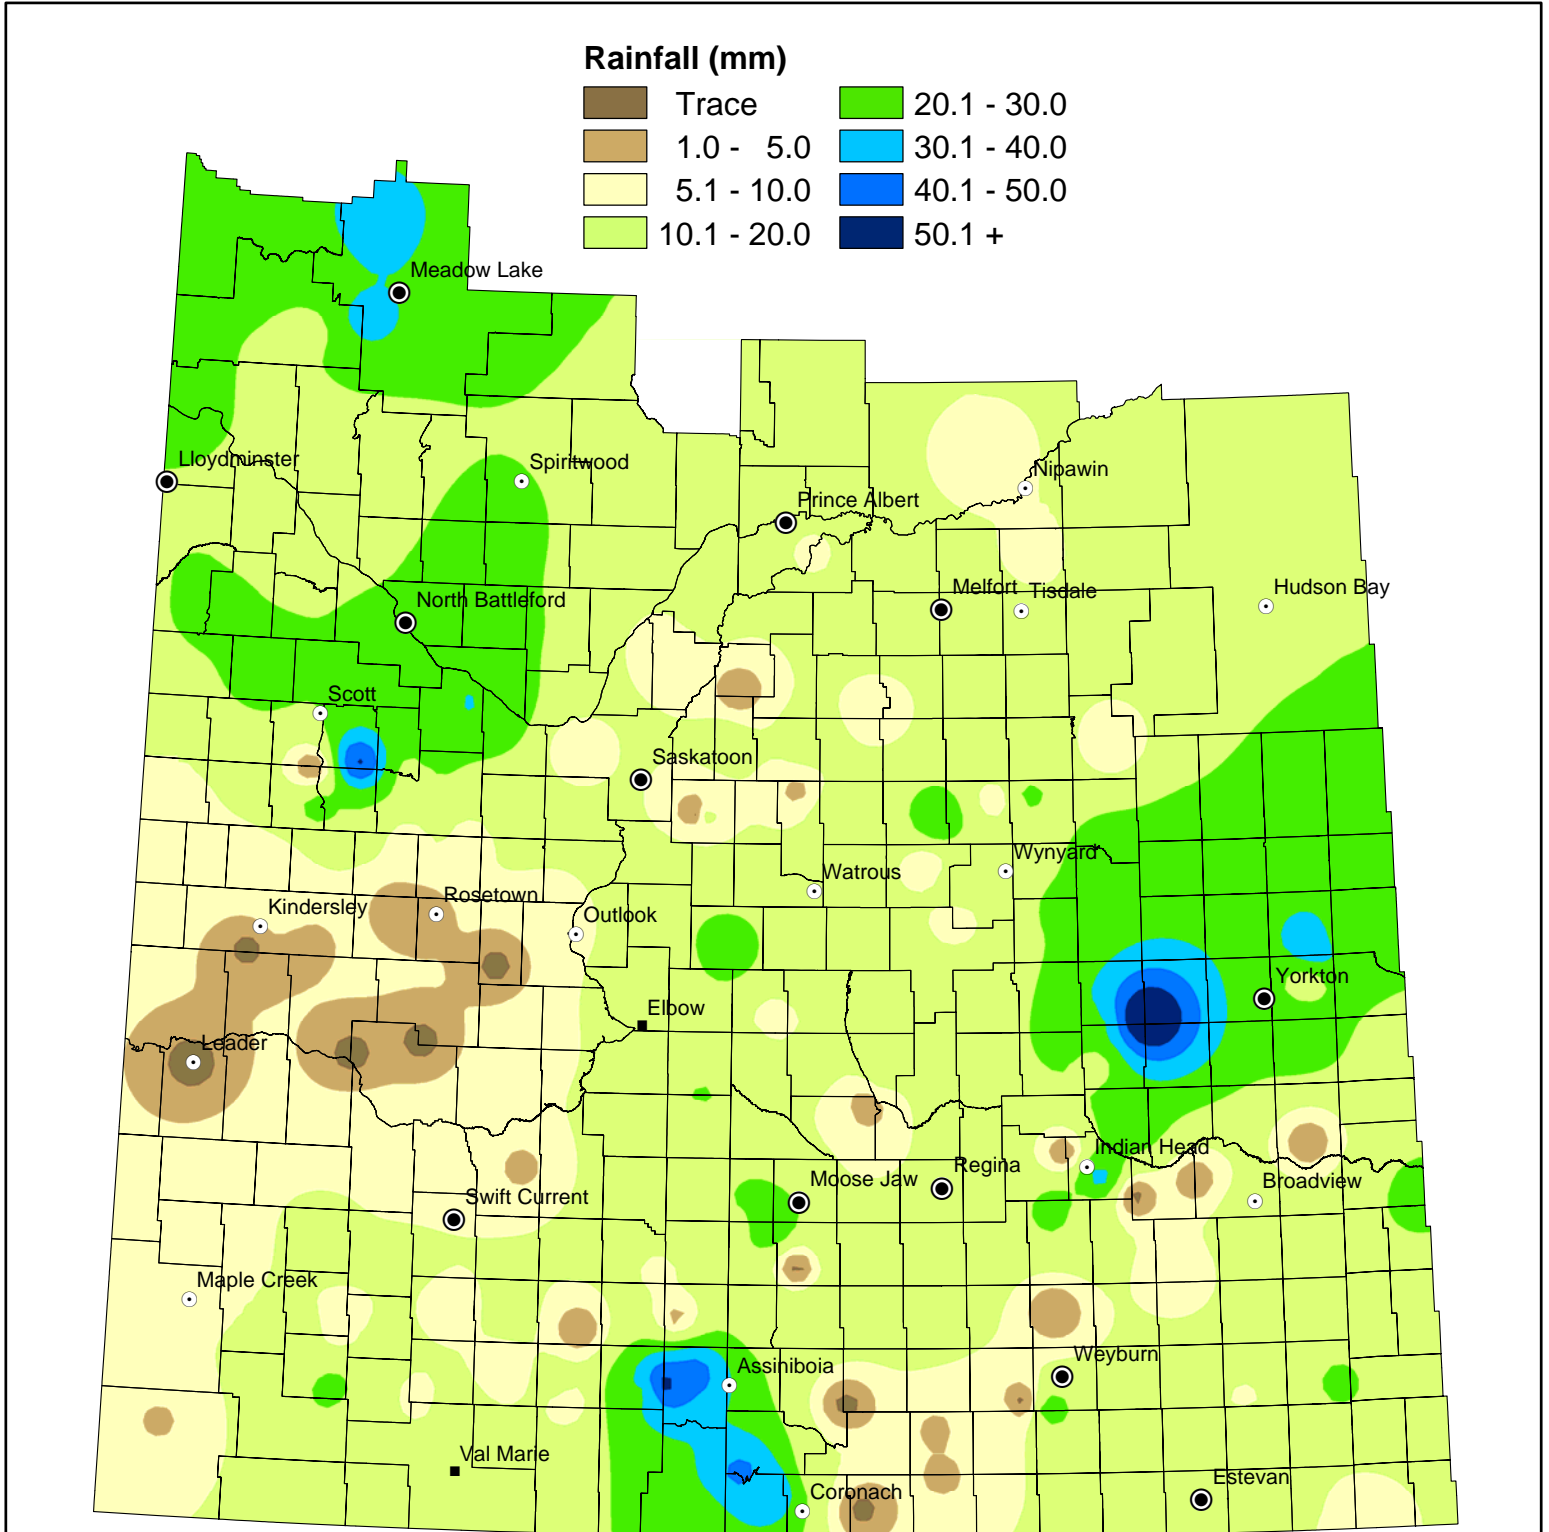 Rainfall (mm)
Trace
1.0 - 5.0
5.1 - 10.0
10.1 - 20.0
20.1 - 30.0
30.1 - 40.0
40.1 - 50.0
50.1 +
Meadow Lake
Lloydminster
Spiritwood
Nipawin
Prince Albert
North Battleford
Melfort
Tisdale
Hudson Bay
Scott
Saskatoon
Wynyard
Watrous
Rosetown
Kindersley
Outlook
Yorkton
Elbow
Leader
Indian Head
Regina
Moose Jaw
Broadview
Swift Current
Maple Creek
Assiniboia
Weyburn
Val Marie
Estevan
Coronach